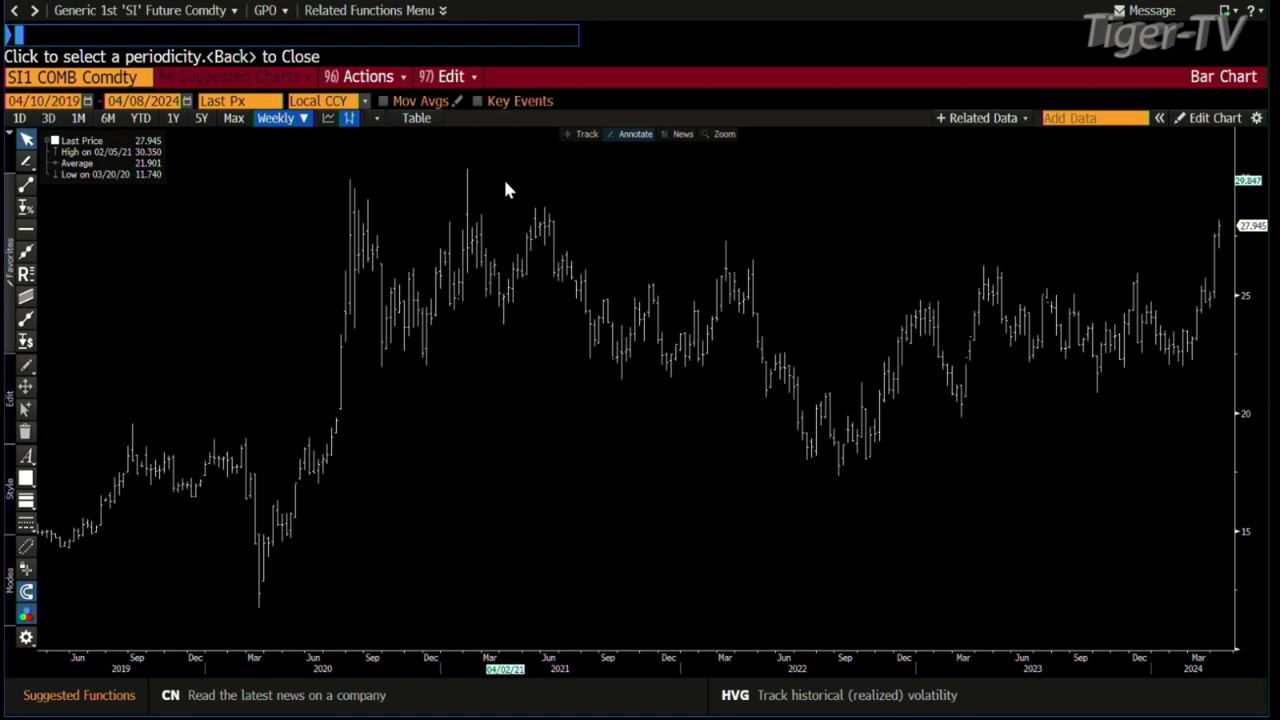 Generic 1st 'SI' Future Comdty GPO Related Functions Menu Message
Tiger-TV
Click to select a periodicity.<Back> to Close
SI1 COMB Comdty 94) Suggested Charts 96) Actions 97) Edit Bar Chart
04/10/2019 - 04/08/2024 Last Px Local CCY Mov Avgs Key Events
1D 3D 1M 6M YTD 1Y 5Y Max Weekly ▼ Table + Related Data Add Data « Edit Chart
Track Annotate News Zoom
Last Price 27.945
High on 02/05/21 30.350
Average 21.901
Low on 03/20/20 11.740
29.847
27.945
25
20
15
Favorites
Edit
Style
Modes
Jun Sep Dec Mar Jun Sep Dec Mar Jun Sep Dec Mar Jun Sep Dec Mar Jun Sep Dec Mar
2019 2020 04/02/21 2021 2022 2023 2024
Suggested Functions CN Read the latest news on a company HVG Track historical (realized) volatility